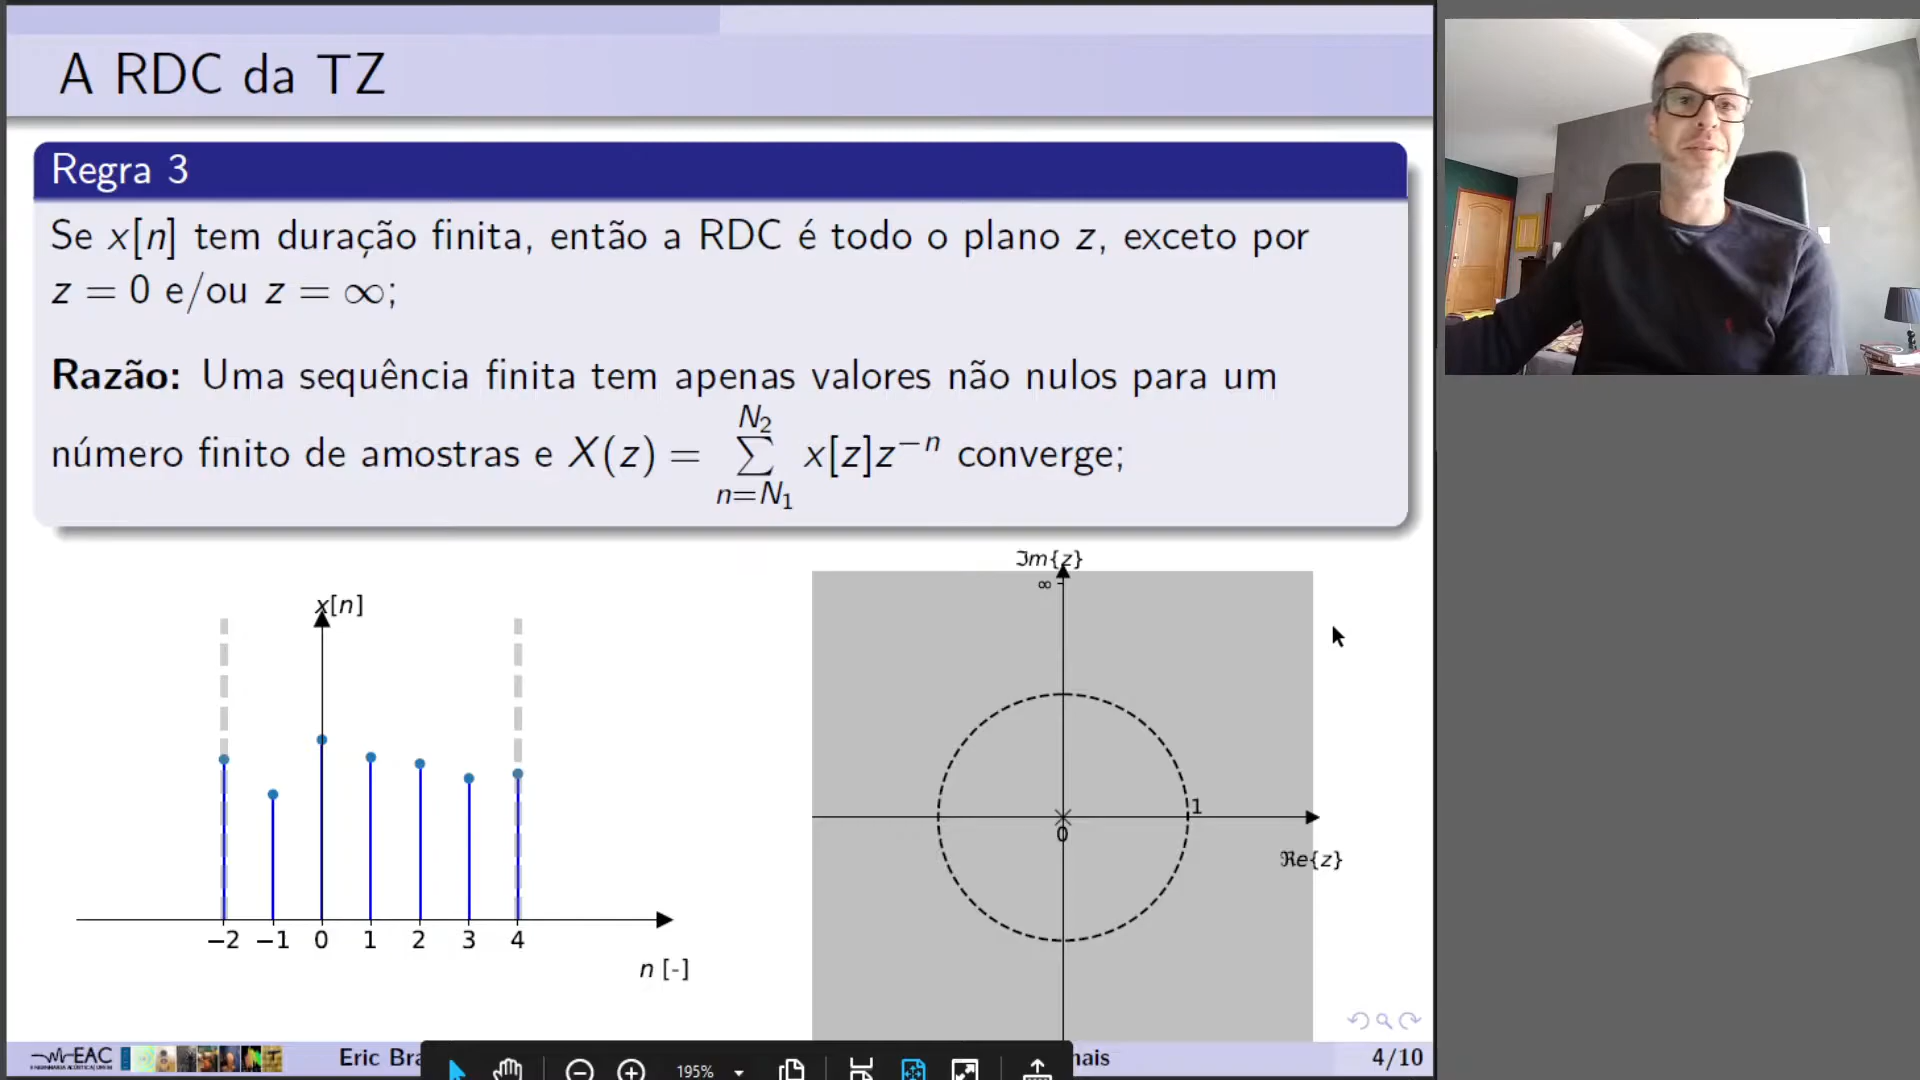 A RDC da TZ
Regra 3
Se x[n] tem duração finita, então a RDC é todo o plano z, exceto por
z = 0 e/ou z = ∞;
Razão: Uma sequência finita tem apenas valores não nulos para um
número finito de amostras e X(z) = N₂ ∑ n=N₁ x[z]z⁻ⁿ converge;
x[n]
−2 −1 0 1 2 3 4
n [-]
ℑm{z}
∞
1
0
ℜe{z}
EAC
Eric Bra
nais
4/10
195%